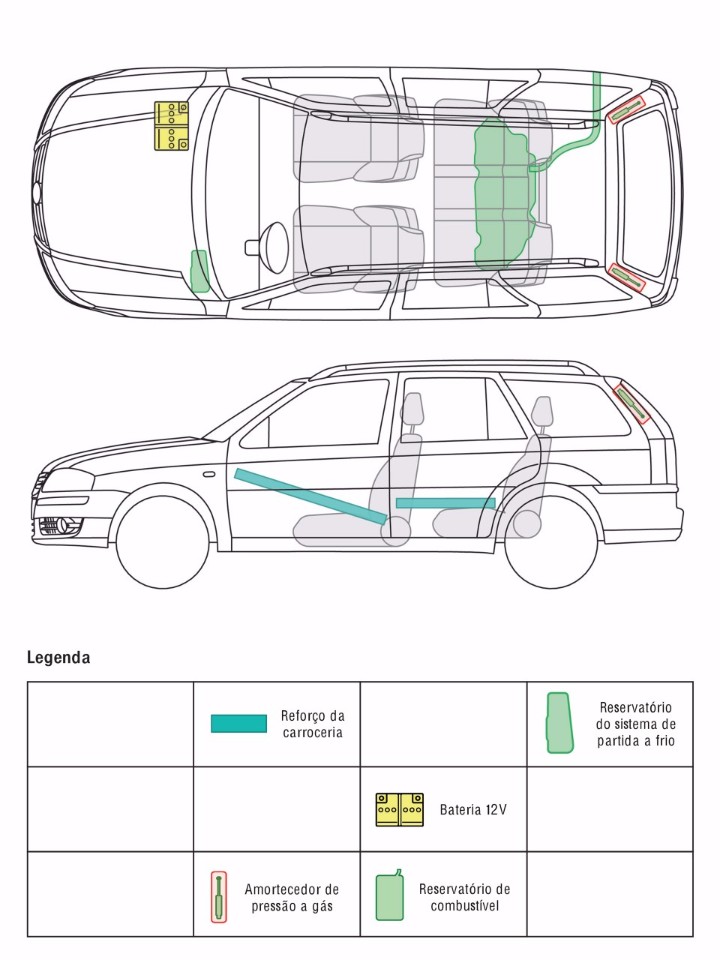 Legenda
Reforço da
carroceria
Reservatório
do sistema de
partida a frio
Bateria 12V
Amortecedor de
pressão a gás
Reservatório de
combustível